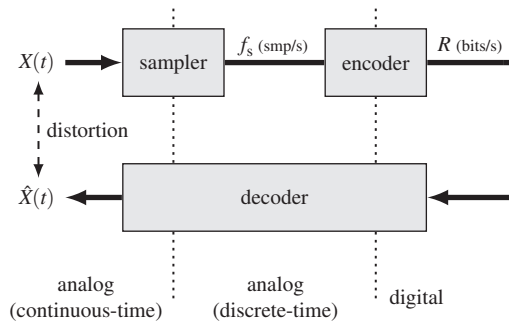 X(t)
sampler
f_s (smp/s)
encoder
R (bits/s)
distortion
X̂(t)
decoder
analog
(continuous-time)
analog
(discrete-time)
digital